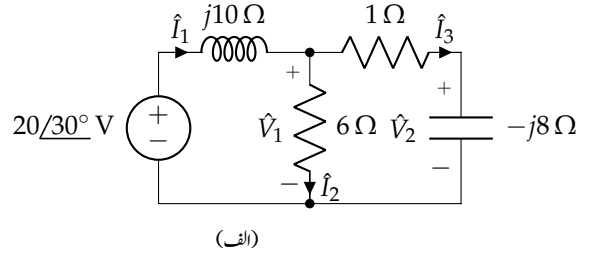 j10 Ω
1 Ω
Î₁
Î₃
+
+
20/30° V
+
−
V̂₁
6 Ω
V̂₂
−j8 Ω
−
Î₂
−
(الف)